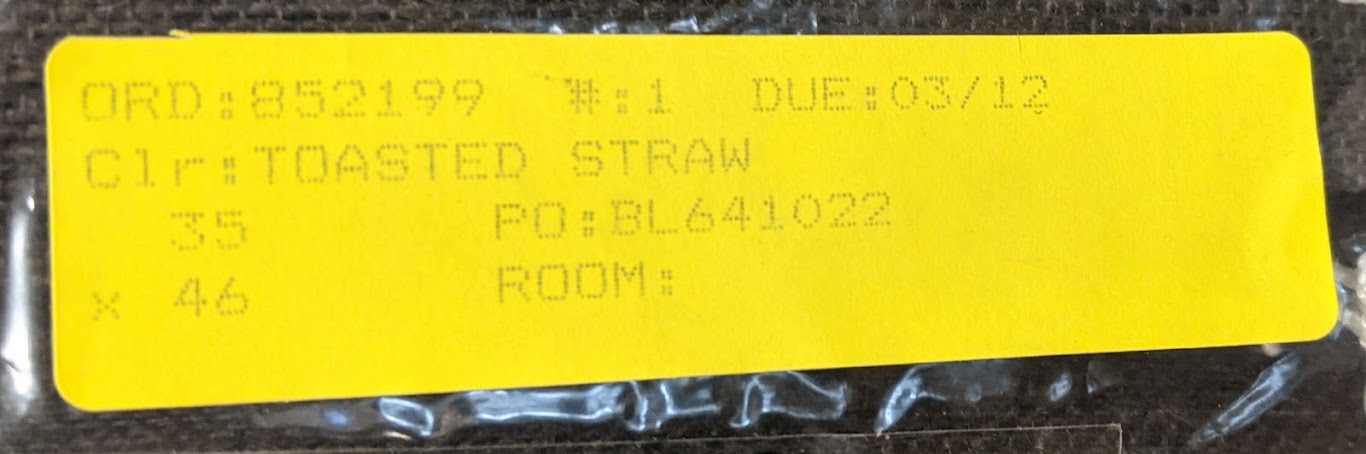 ORD:852199 #:1 DUE:03/12
Clr:TOASTED STRAW
35 PO:BL641022
x 46 ROOM: